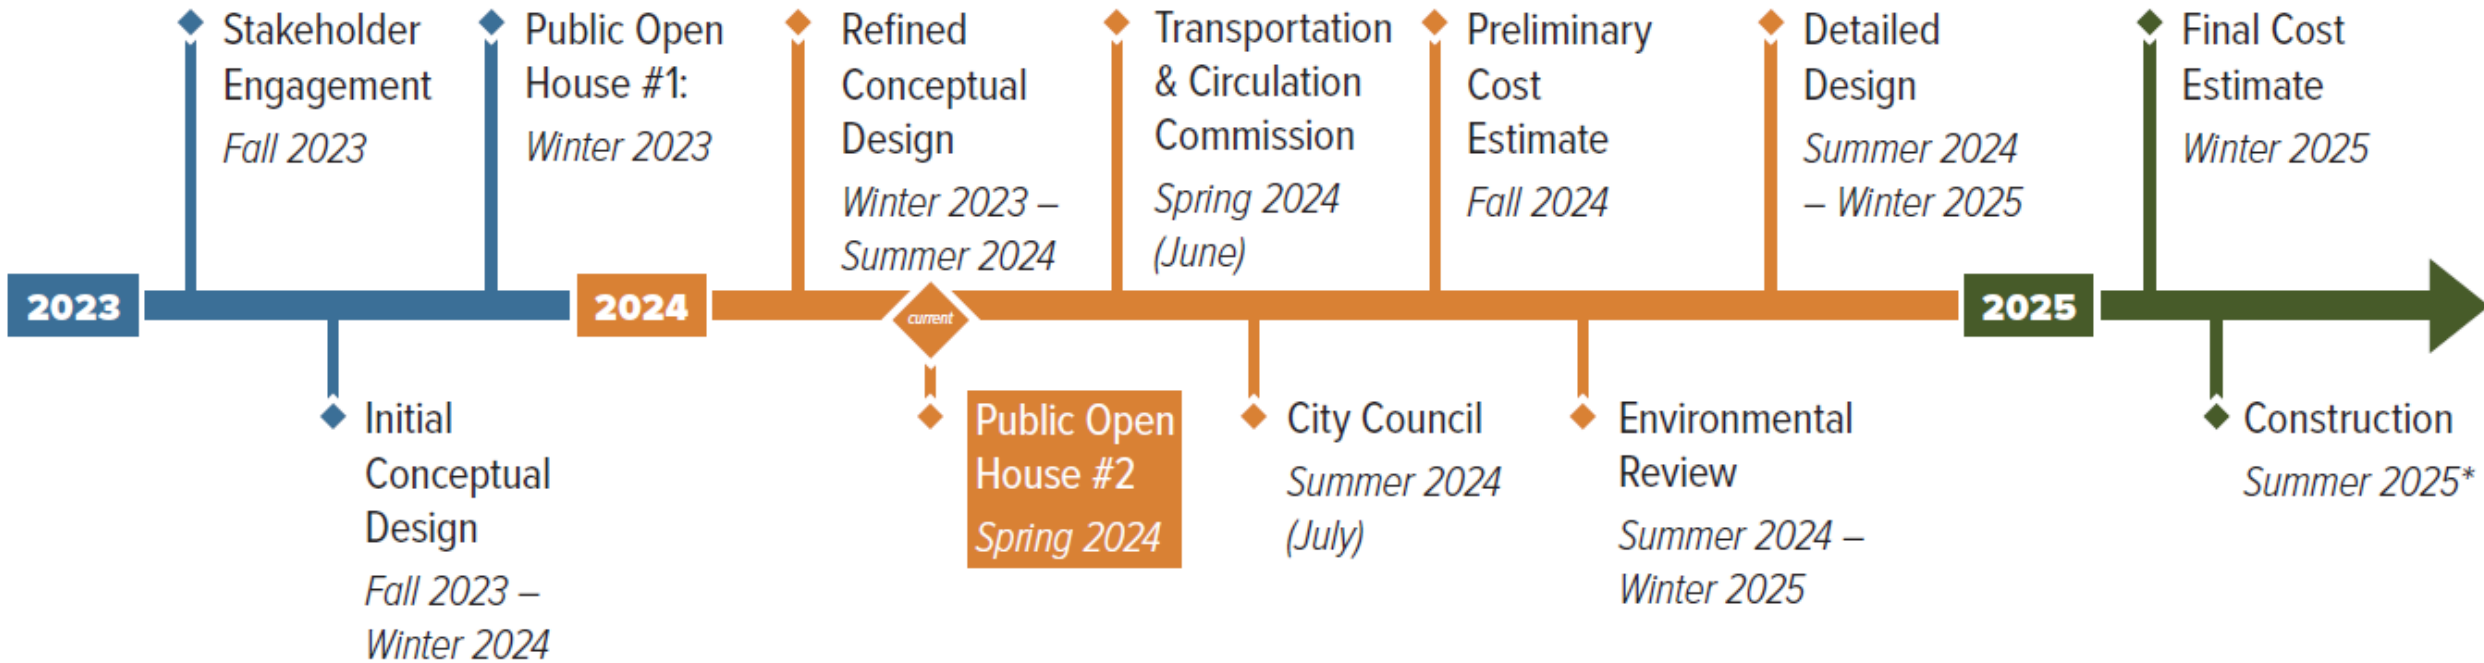 Stakeholder
Engagement
Fall 2023
Public Open
House #1:
Winter 2023
Refined
Conceptual
Design
Winter 2023 –
Summer 2024
Transportation
& Circulation
Commission
Spring 2024
(June)
Preliminary
Cost
Estimate
Fall 2024
Detailed
Design
Summer 2024
– Winter 2025
Final Cost
Estimate
Winter 2025
2023
2024
current
2025
Initial
Conceptual
Design
Fall 2023 –
Winter 2024
Public Open
House #2
Spring 2024
City Council
Summer 2024
(July)
Environmental
Review
Summer 2024 –
Winter 2025
Construction
Summer 2025*